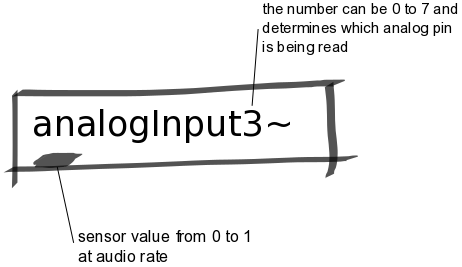 the number can be 0 to 7 and
determines which analog pin
is being read
analogInput3~
sensor value from 0 to 1
at audio rate